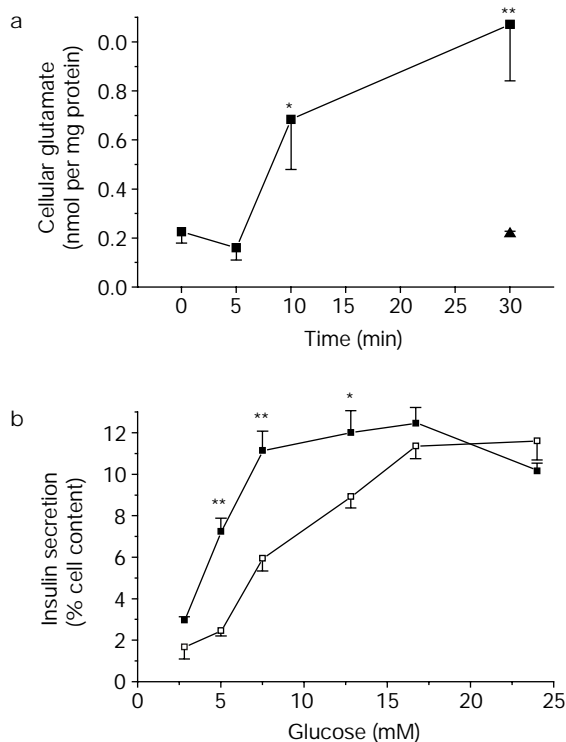 a
**
*
0.0
0.8
0.6
0.4
0.2
0
Cellular glutamate
(nmol per mg protein)
0 5 10 15 20 25 30
Time (min)
b
**
**
*
12
10
8
6
4
2
0
Insulin secretion
(% cell content)
0 5 10 15 20 25
Glucose (mM)